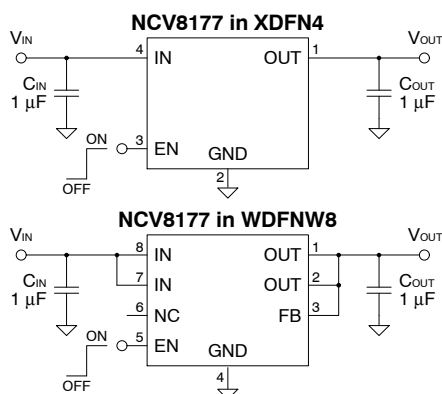 NCV8177 in XDFN4
VIN
4
IN
OUT
1
VOUT
CIN
1 μF
COUT
1 μF
ON
3
EN
GND
OFF
2
NCV8177 in WDFNW8
VIN
8
IN
OUT
1
VOUT
7
IN
OUT
2
CIN
1 μF
COUT
1 μF
6
NC
FB
3
ON
5
EN
GND
OFF
4